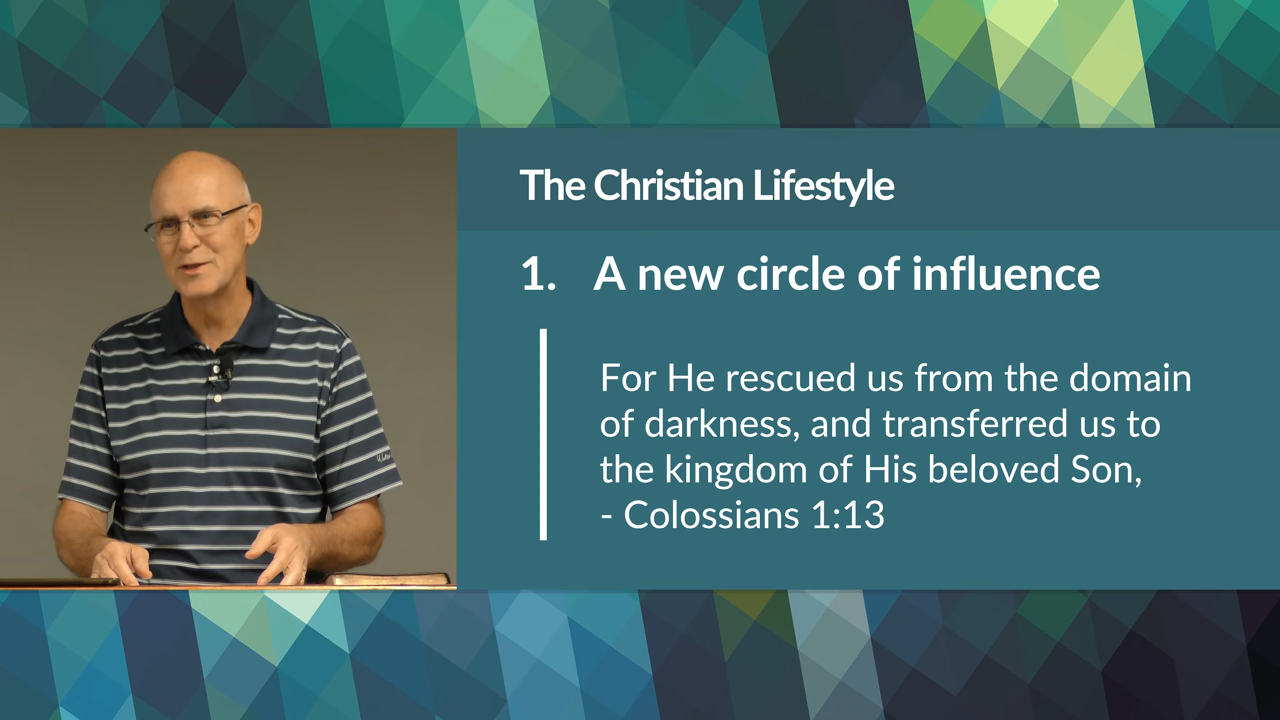 The Christian Lifestyle
1. A new circle of influence
For He rescued us from the domain
of darkness, and transferred us to
the kingdom of His beloved Son,
- Colossians 1:13